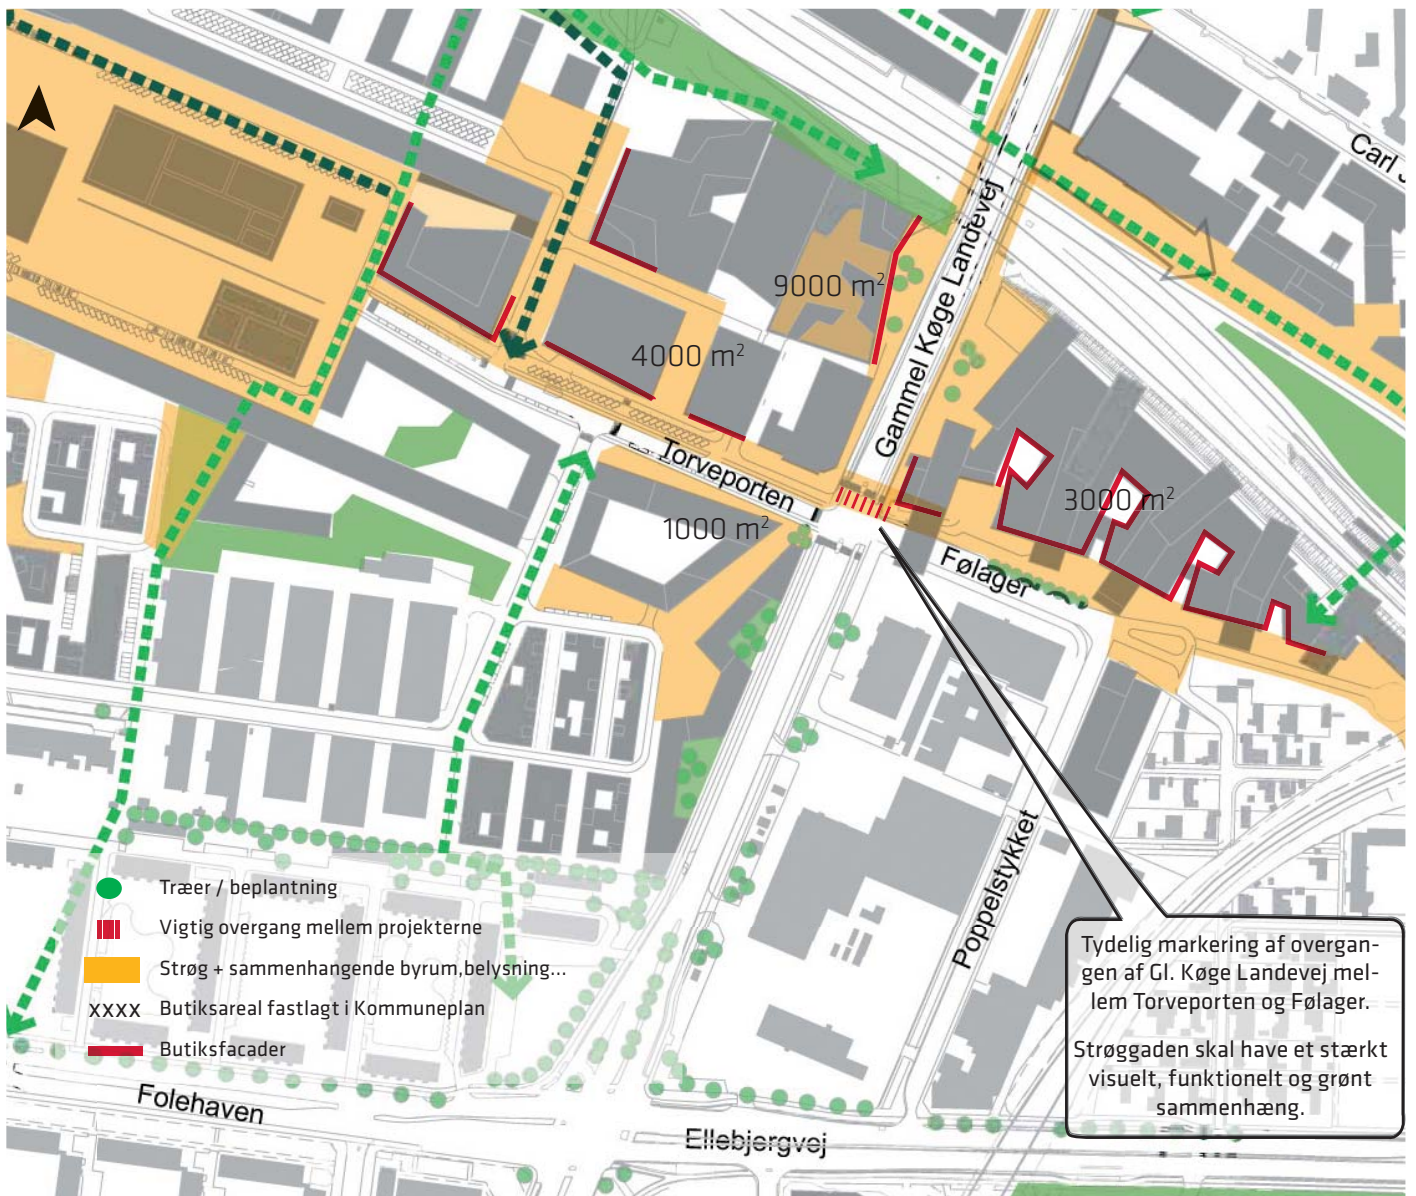 Carl J
Gammel Køge Landevej
9000 m²
4000 m²
3000 m²
Torveporten
1000 m²
Følager
Poppelstykket
Træer / beplantning
Vigtig overgang mellem projekterne
Strøg + sammenhangende byrum,belysning...
xxxx Butiksareal fastlagt i Kommuneplan
Butiksfacader
Tydelig markering af overgan-
gen af Gl. Køge Landevej mel-
lem Torveporten og Følager.
Strøggaden skal have et stærkt
visuelt, funktionelt og grønt
sammenhæng.
Folehaven
Ellebjergvej